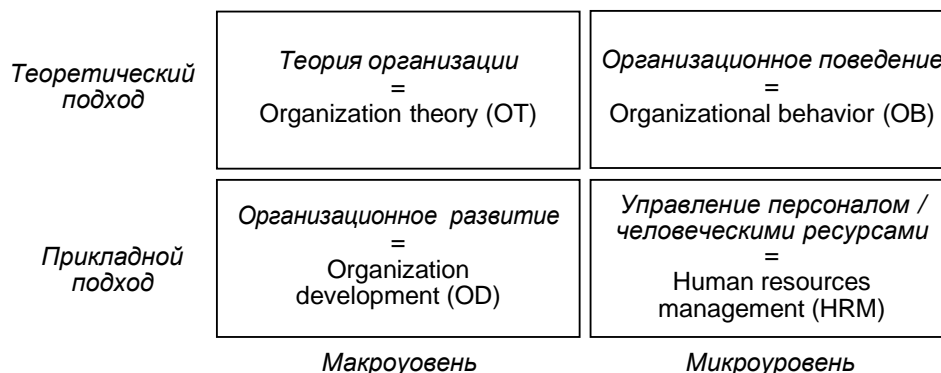 Теоретический
подход
Теория организации
=
Organization theory (OT)
Организационное поведение
=
Organizational behavior (OB)
Прикладной
подход
Организационное развитие
=
Organization
development (OD)
Управление персоналом /
человеческими ресурсами
=
Human resources
management (HRM)
Макроуовень
Микроуровень